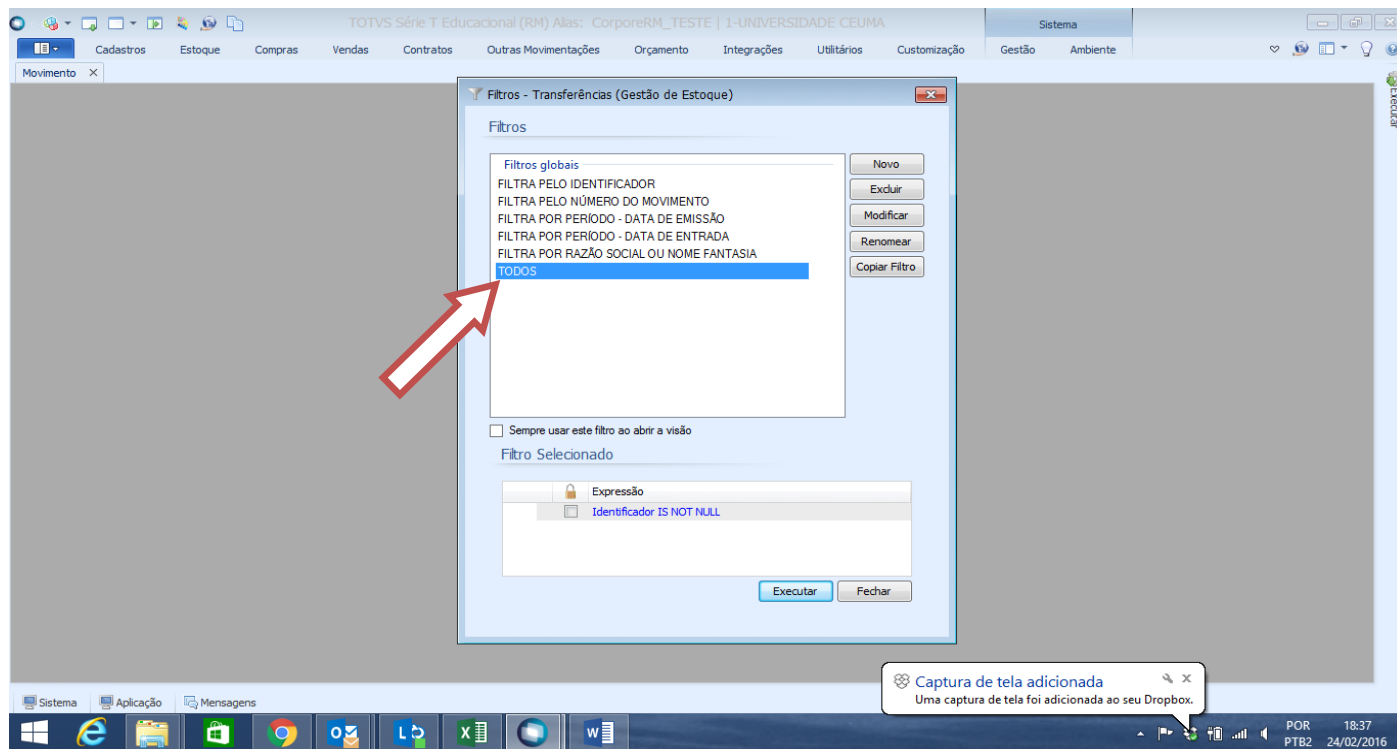 TOTVS Série T Educacional (RM) Alias: CorporeRM_TESTE | 1-UNIVERSIDADE CEUMA
Sistema
Cadastros Estoque Compras Vendas Contratos Outras Movimentações Orçamento Integrações Utilitários Customização Gestão Ambiente
Movimento
Executar
Filtros - Transferências (Gestão de Estoque)
Filtros
Filtros globais
FILTRA PELO IDENTIFICADOR
FILTRA PELO NÚMERO DO MOVIMENTO
FILTRA POR PERÍODO - DATA DE EMISSÃO
FILTRA POR PERÍODO - DATA DE ENTRADA
FILTRA POR RAZÃO SOCIAL OU NOME FANTASIA
TODOS
Novo
Excluir
Modificar
Renomear
Copiar Filtro
Sempre usar este filtro ao abrir a visão
Filtro Selecionado
Expressão
Identificador IS NOT NULL
Executar Fechar
Captura de tela adicionada
Uma captura de tela foi adicionada ao seu Dropbox.
Sistema Aplicação Mensagens
POR 18:37
PTB2 24/02/2016